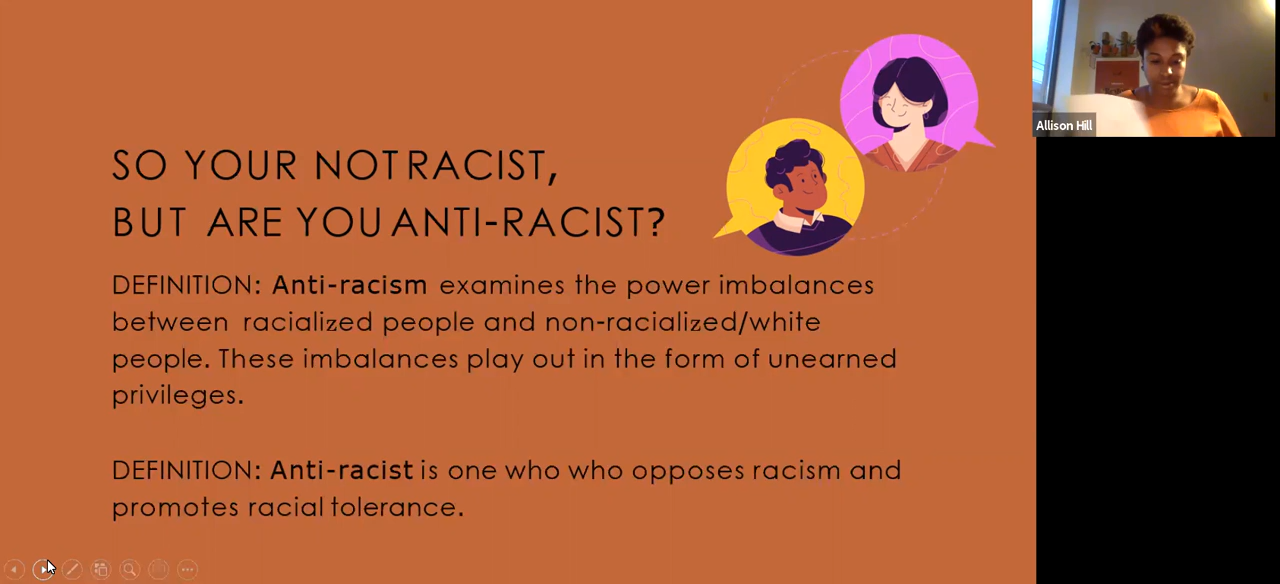 SO YOUR NOT RACIST,
BUT ARE YOU ANTI-RACIST?
DEFINITION: Anti-racism examines the power imbalances
between racialized people and non-racialized/white
people. These imbalances play out in the form of unearned
privileges.
DEFINITION: Anti-racist is one who who opposes racism and
promotes racial tolerance.
Allison Hill